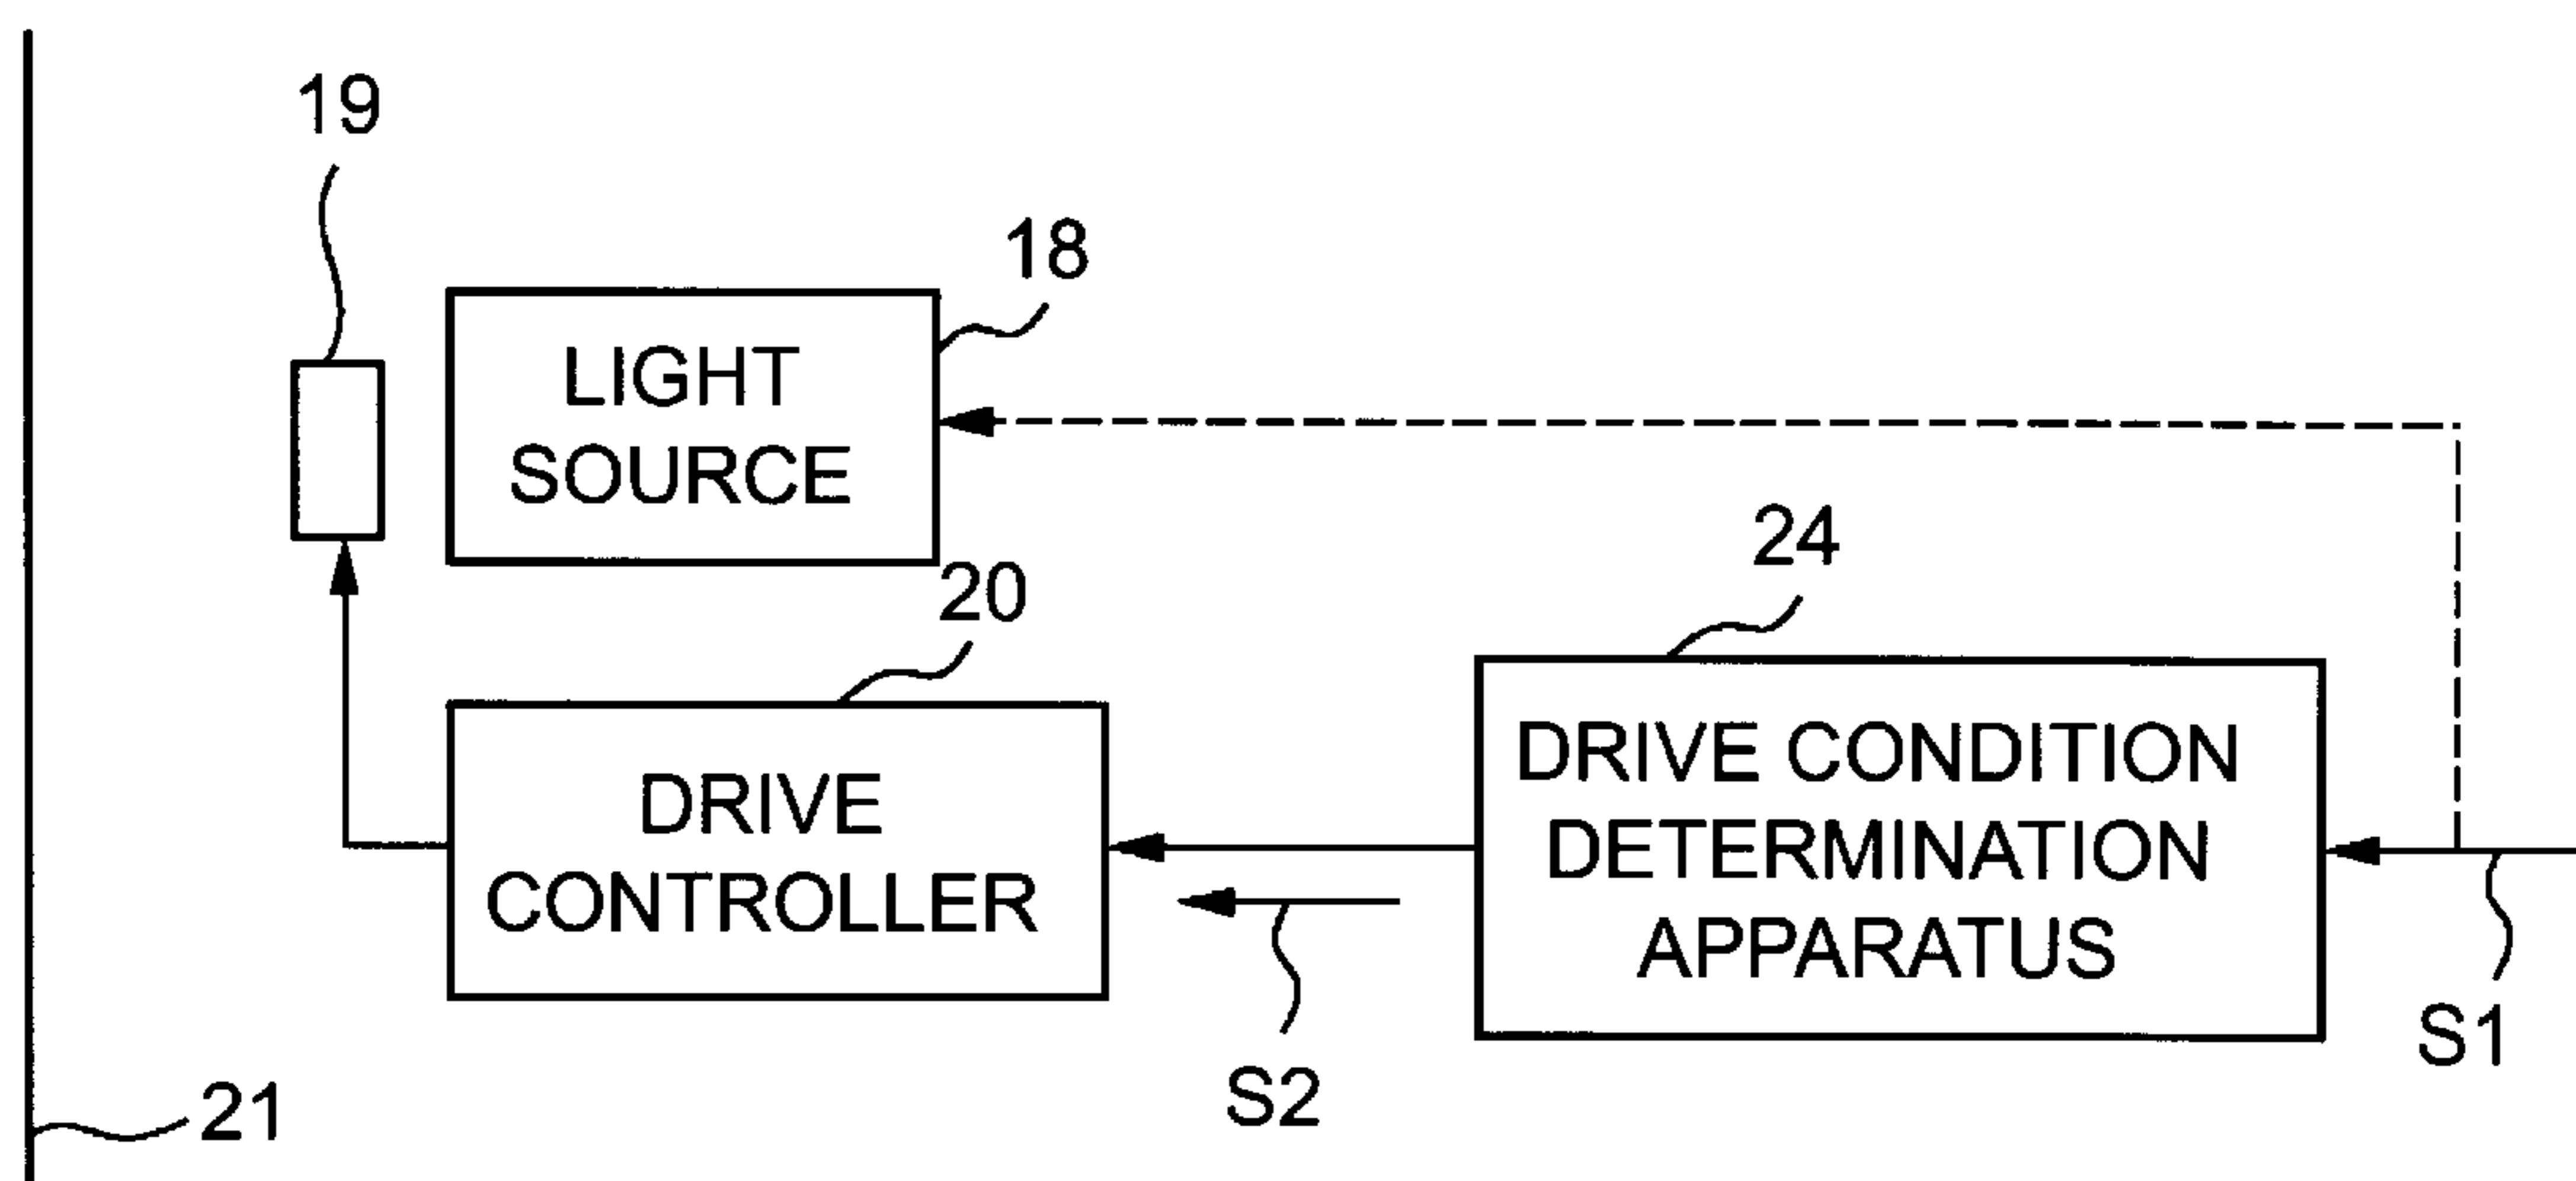 19
18
LIGHT
SOURCE
20
24
DRIVE
CONTROLLER
DRIVE CONDITION
DETERMINATION
APPARATUS
S2
S1
21